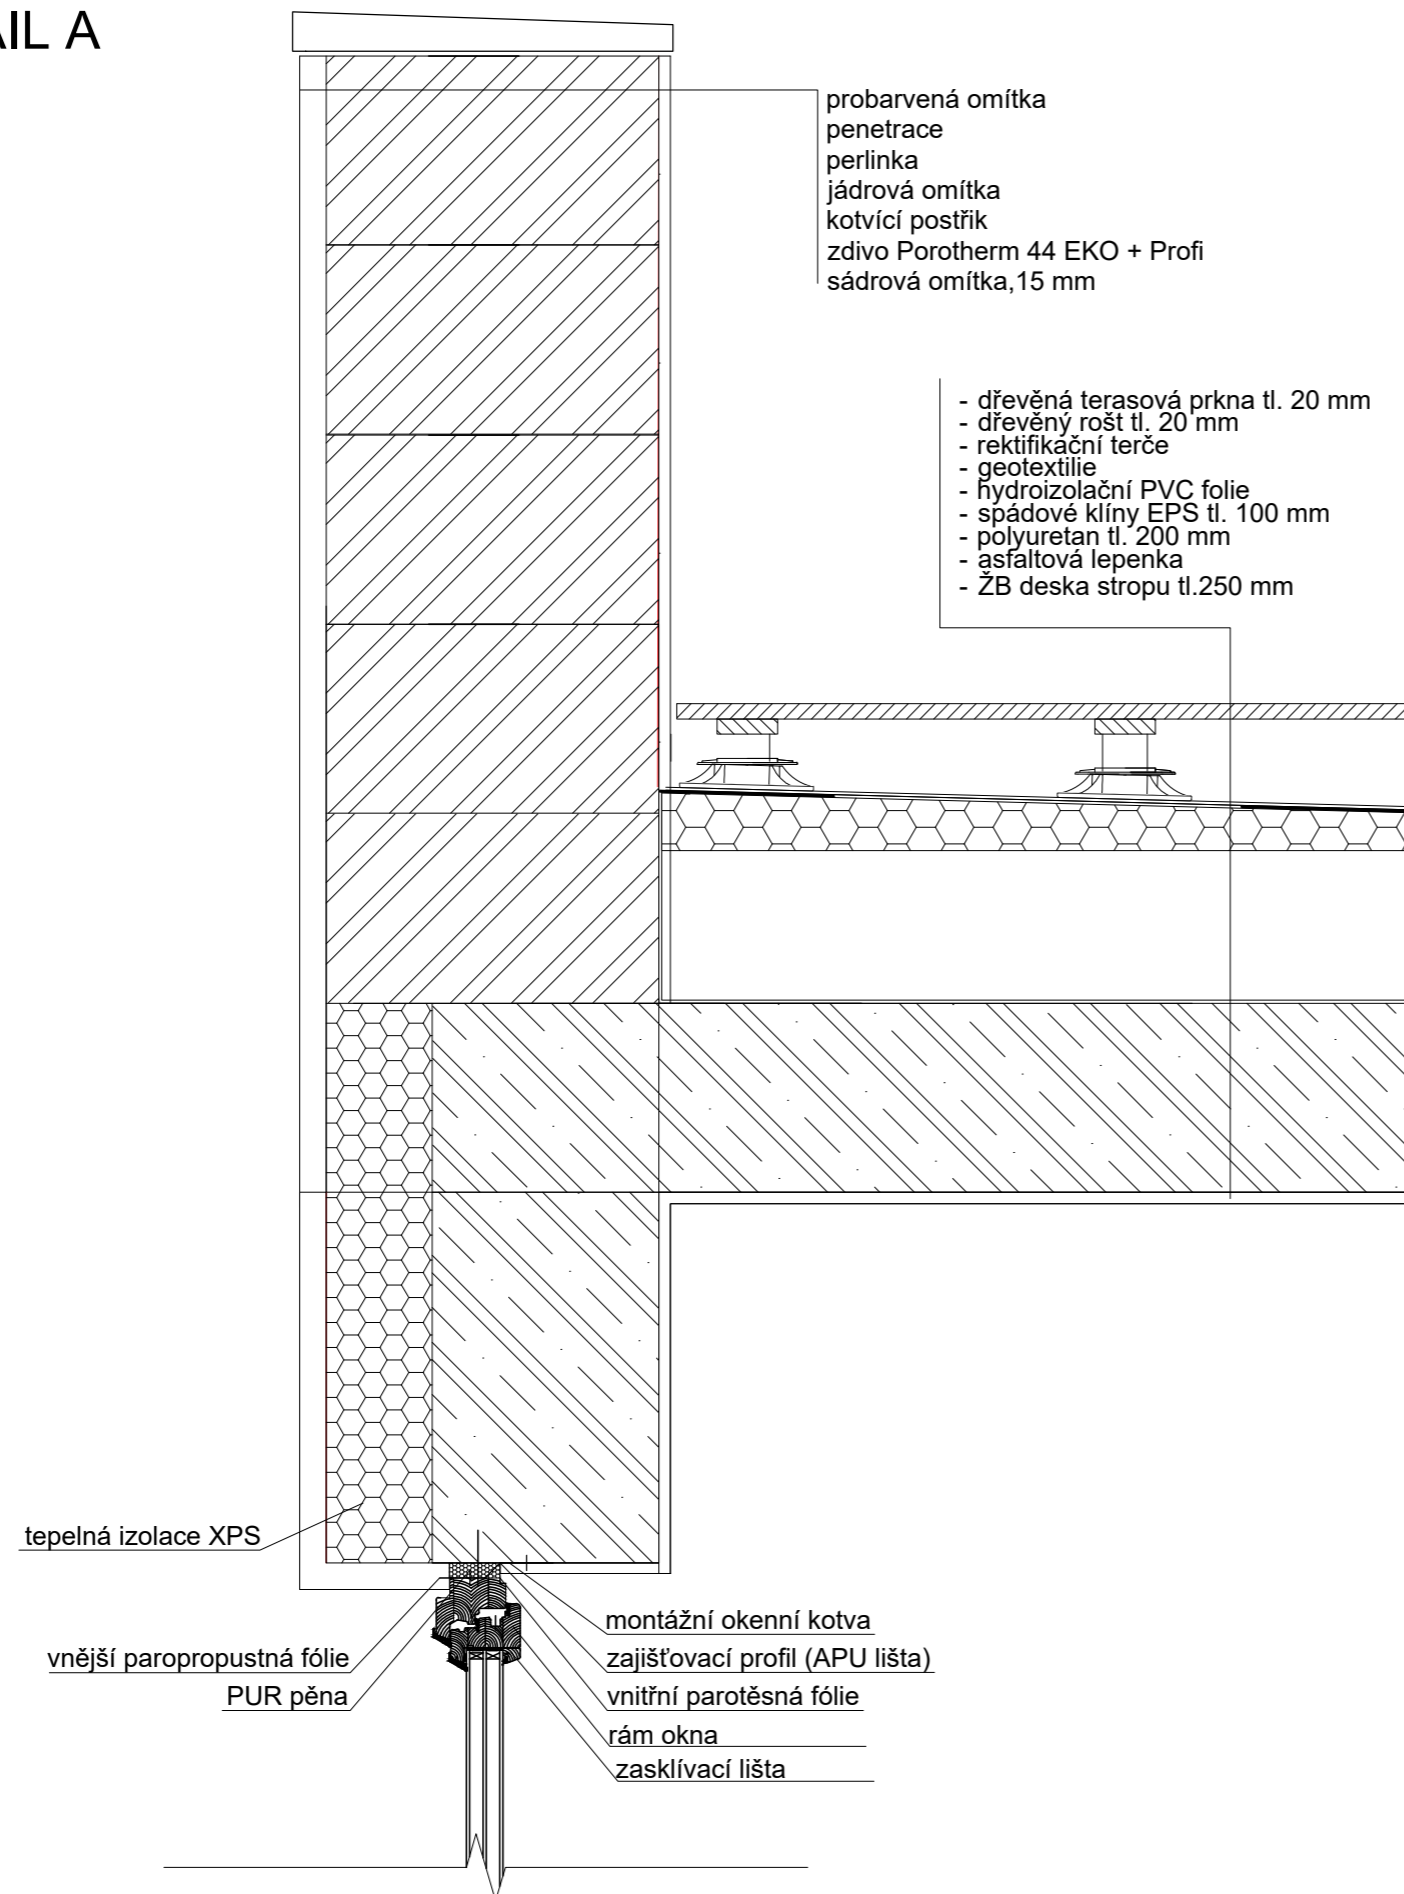 AIL A
probarvená omítka
penetrace
perlinka
jádrová omítka
kotvící postřik
zdivo Porotherm 44 EKO + Profi
sádrová omítka,15 mm
- dřevěná terasová prkna tl. 20 mm
- dřevěný rošt tl. 20 mm
- rektifikační terče
- geotextilie
- hydroizolační PVC folie
- spádové klíny EPS tl. 100 mm
- polyuretan tl. 200 mm
- asfaltová lepenka
- ŽB deska stropu tl.250 mm
tepelná izolace XPS
vnější paropropustná fólie
PUR pěna
montážní okenní kotva
zajišťovací profil (APU lišta)
vnitřní parotěsná fólie
rám okna
zasklívací lišta